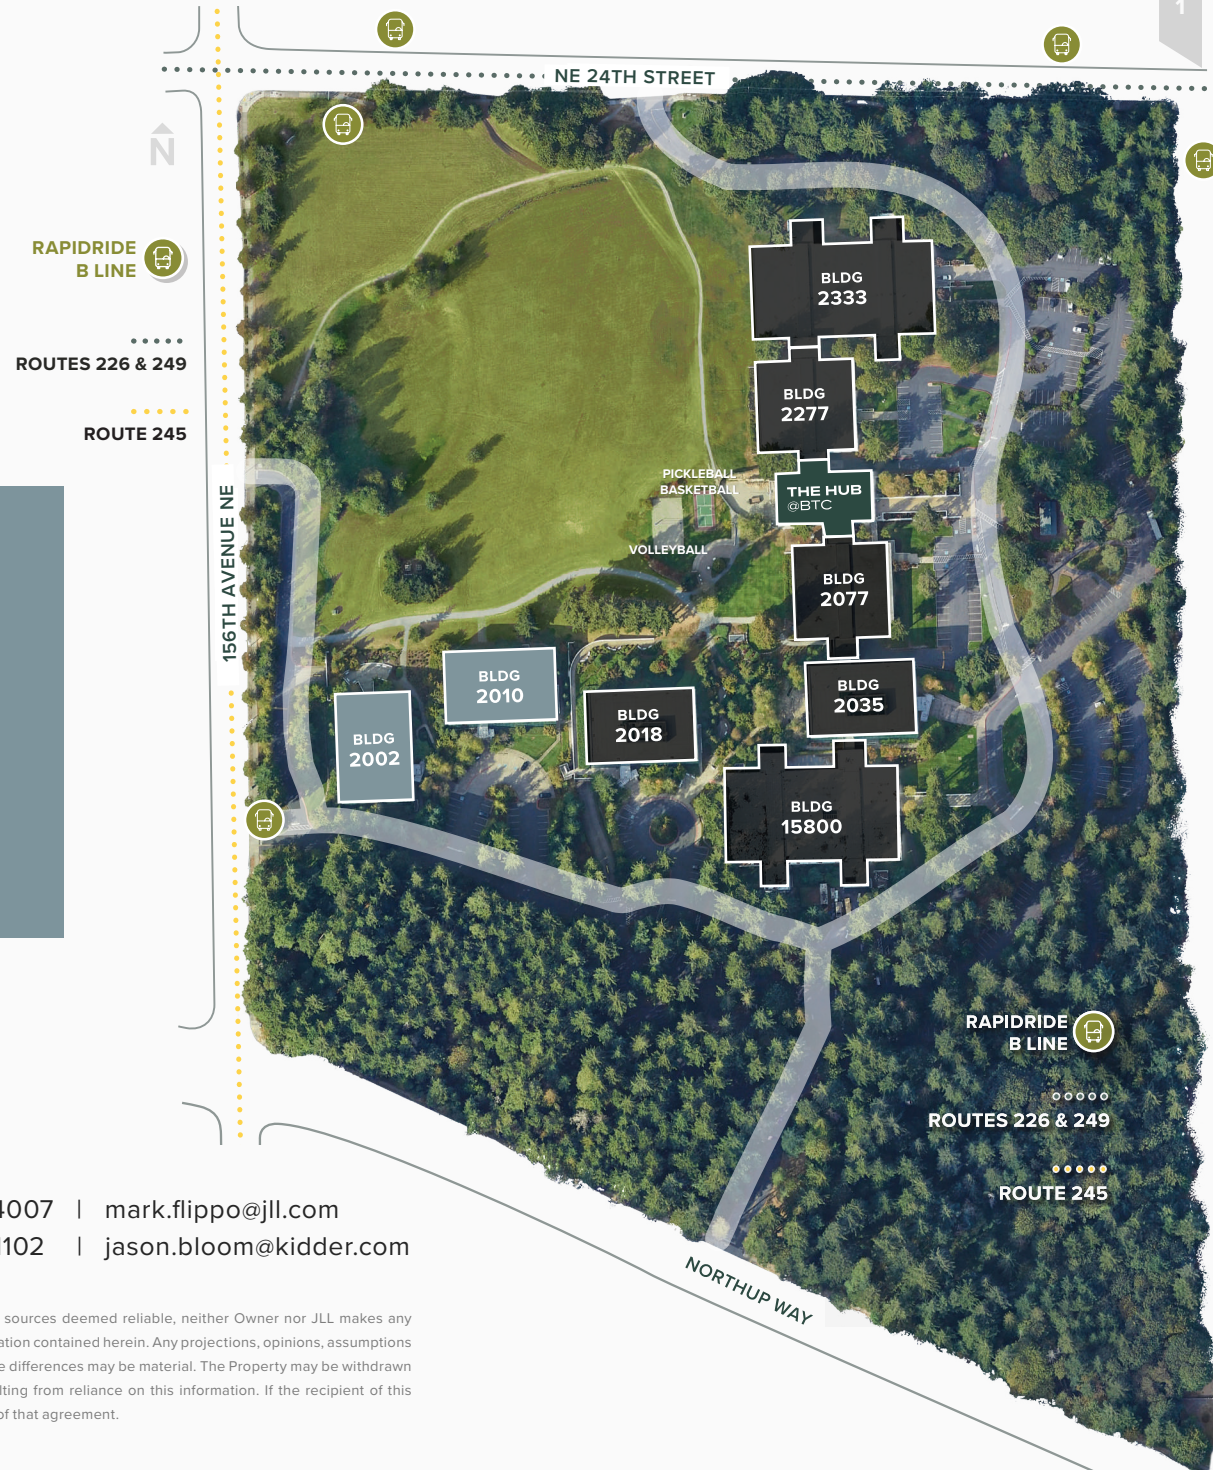 1
NE 24TH STREET
N
RAPIDRIDE
B LINE
ROUTES 226 & 249
ROUTE 245
156TH AVENUE NE
BLDG
2333
BLDG
2277
PICKLEBALL
BASKETBALL
THE HUB
@BTC
VOLLEYBALL
BLDG
2077
BLDG
2010
BLDG
2035
BLDG
2018
BLDG
2002
BLDG
15800
RAPIDRIDE
B LINE
ROUTES 226 & 249
ROUTE 245
NORTHUP WAY
4007 | mark.flippo@jll.com
1102 | jason.bloom@kidder.com
sources deemed reliable, neither Owner nor JLL makes any
contained herein. Any projections, opinions, assumptions
differences may be material. The Property may be withdrawn
from reliance on this information. If the recipient of this
of that agreement.